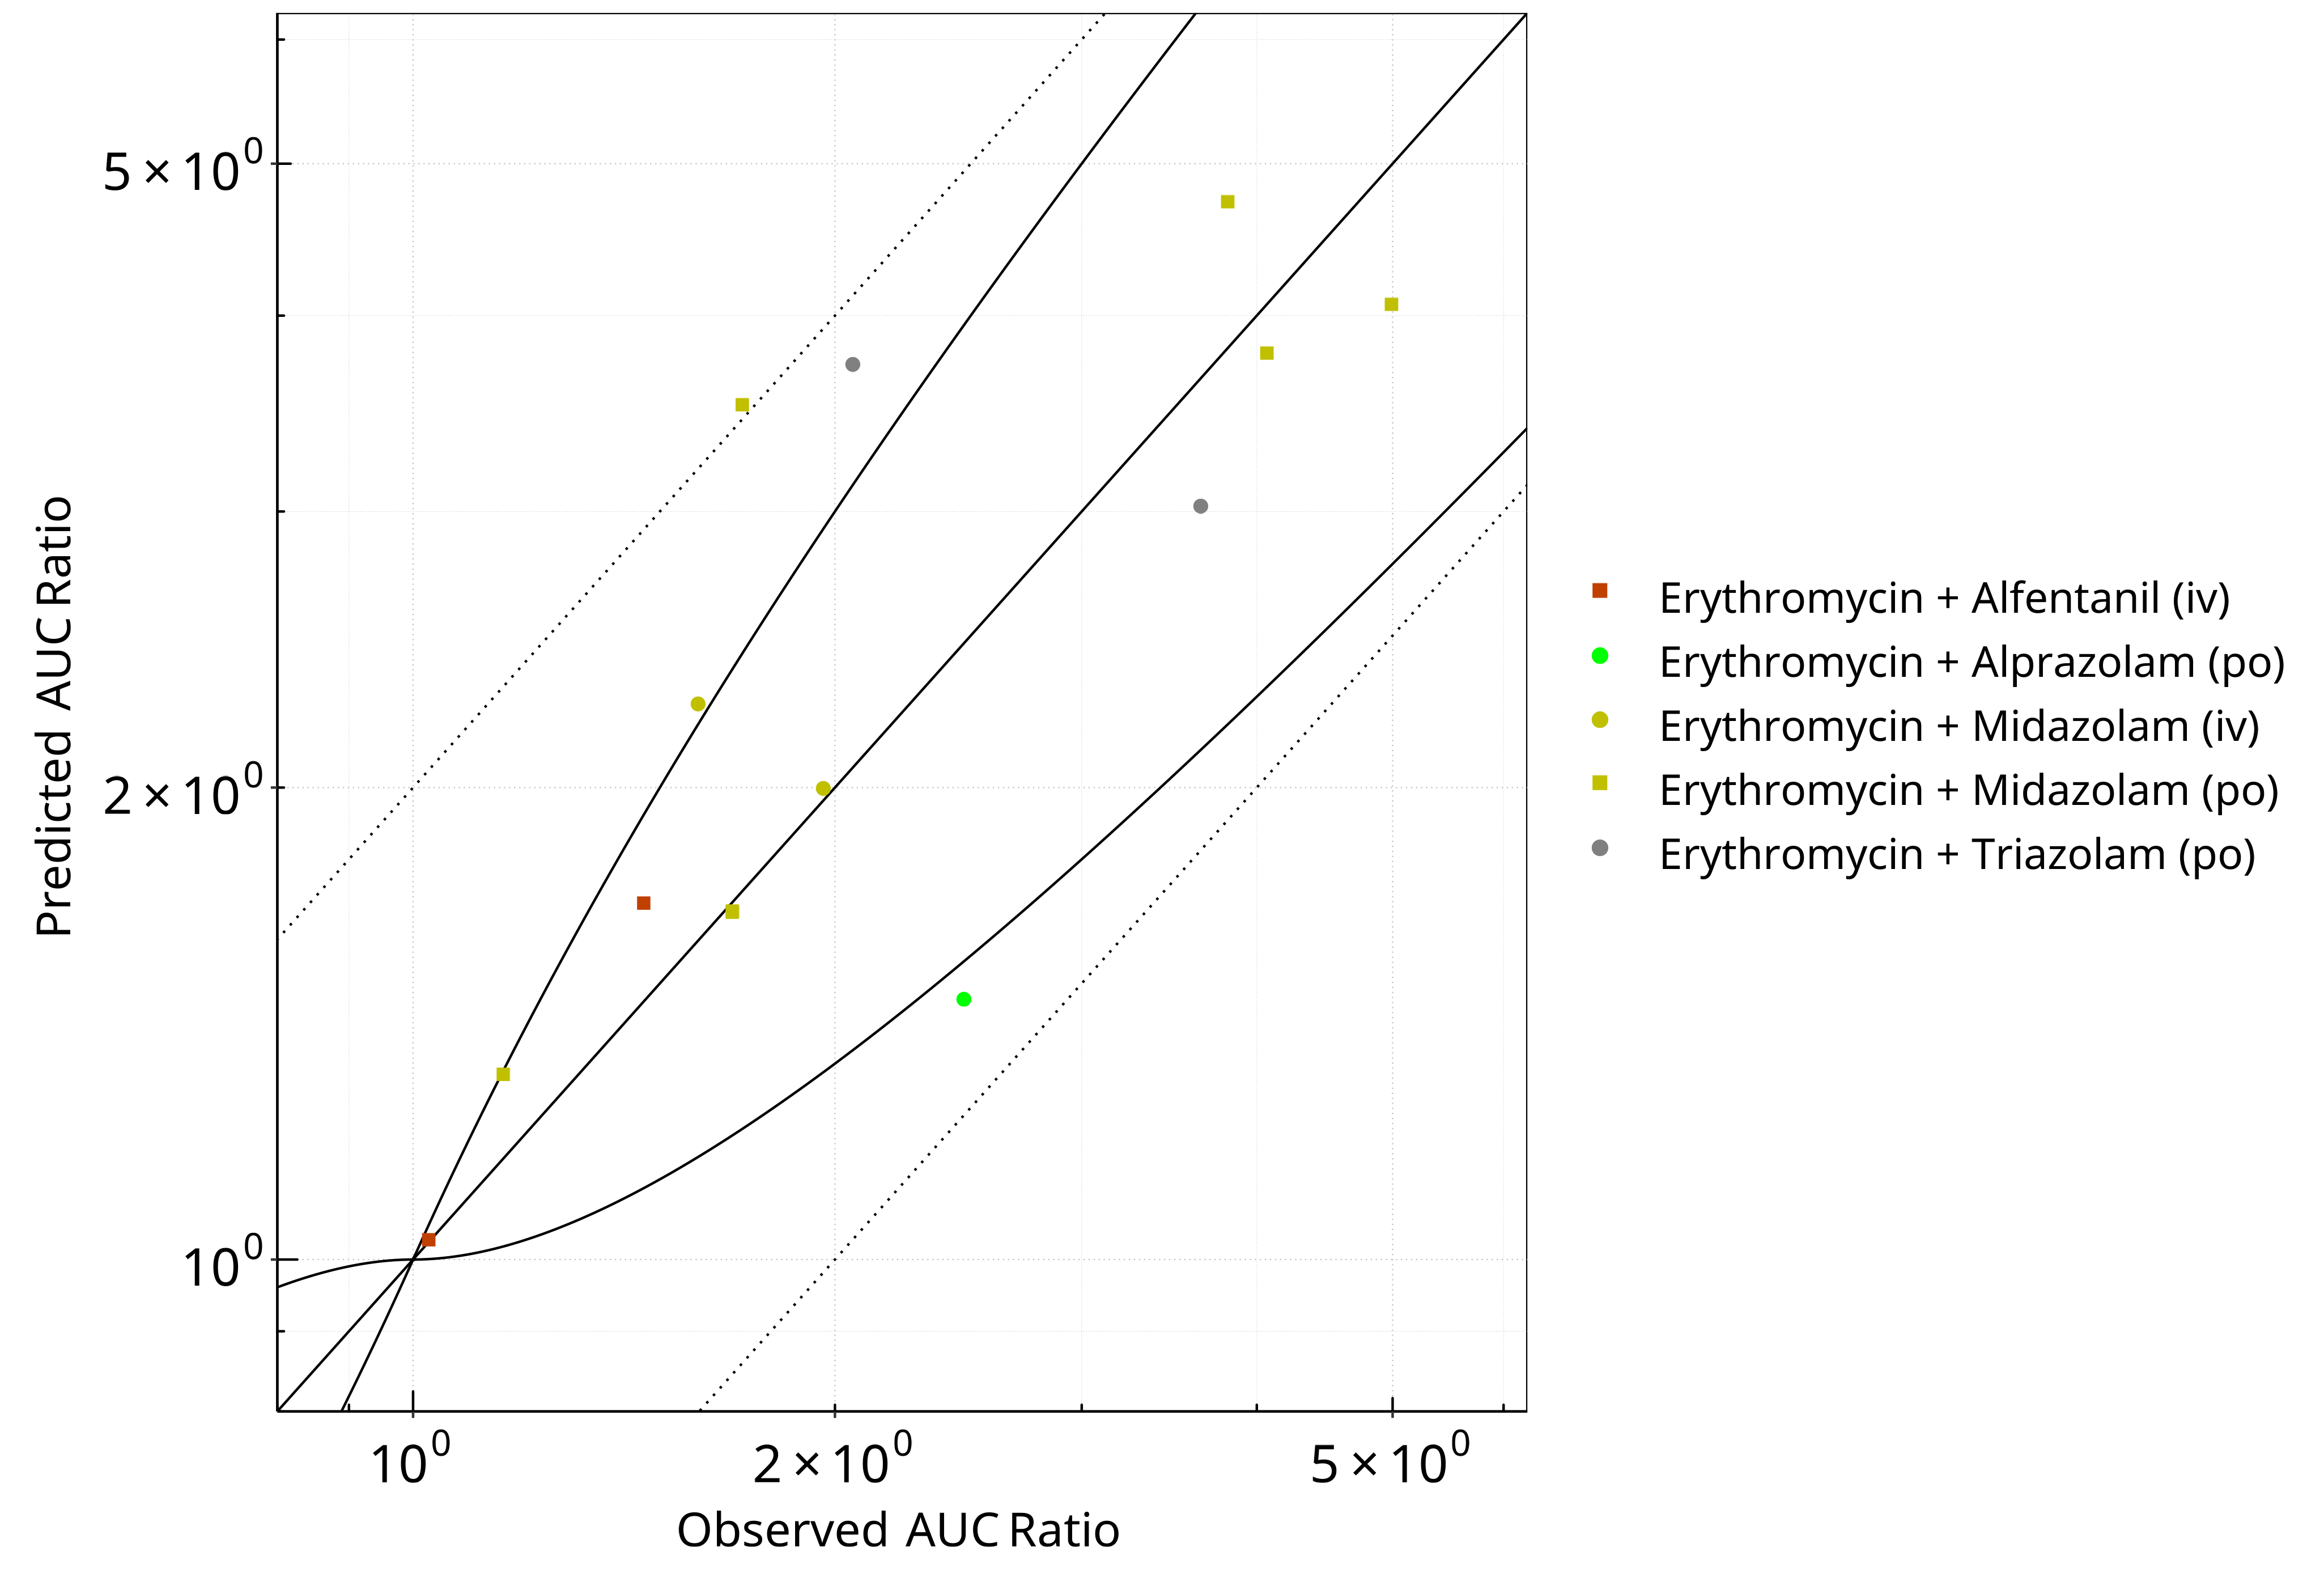 5 × 10⁰
2 × 10⁰
10⁰
Predicted AUC Ratio
10⁰
2 × 10⁰
5 × 10⁰
Observed AUC Ratio
Erythromycin + Alfentanil (iv)
Erythromycin + Alprazolam (po)
Erythromycin + Midazolam (iv)
Erythromycin + Midazolam (po)
Erythromycin + Triazolam (po)